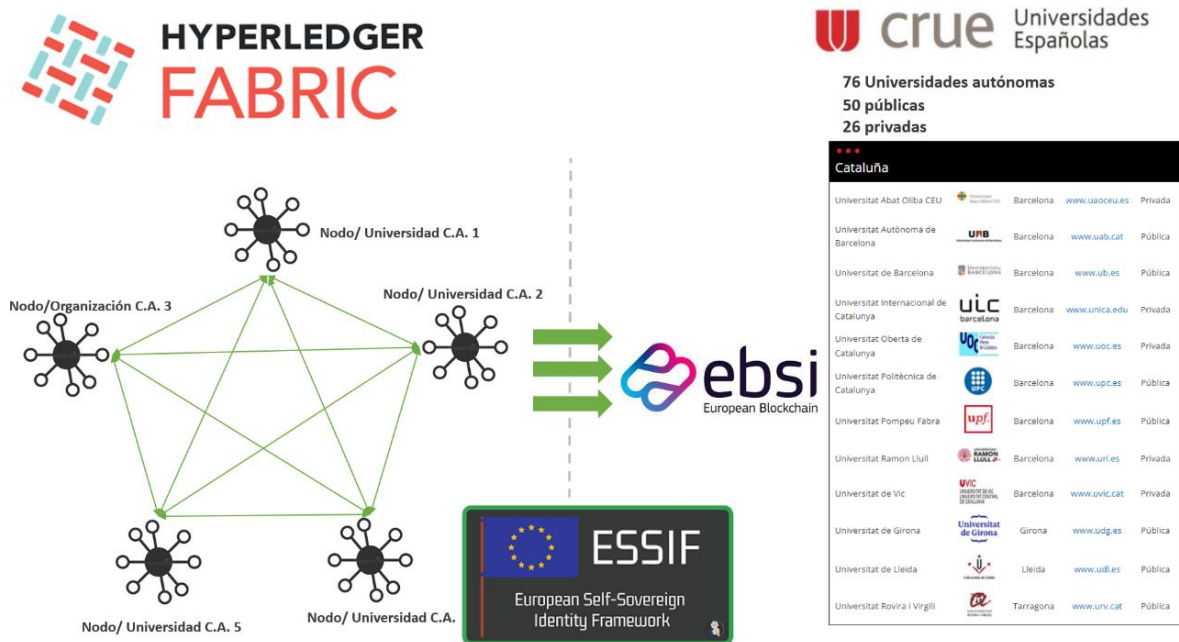 HYPERLEDGER
FABRIC
Nodo/ Universidad C.A. 1
Nodo/Organización C.A. 3
Nodo/ Universidad C.A. 2
Nodo/ Universidad C.A. 5
Nodo/ Universidad C.A.
ebsi
European Blockchain
ESSIF
European Self-Sovereign
Identity Framework
crue Universidades
Españolas
76 Universidades autónomas
50 públicas
26 privadas
Cataluña
Universitat Abat Oliba CEU Barcelona www.uaoceu.es Privada
Universitat Autònoma de
Barcelona UAB Barcelona www.uab.cat Pública
Universitat de Barcelona UNIVERSITAT DE BARCELONA Barcelona www.ub.es Pública
Universitat Internacional de
Catalunya uic barcelona Barcelona www.unica.edu Privada
Universitat Oberta de
Catalunya UOC Barcelona www.uoc.es Privada
Universitat Politècnica de
Catalunya UPC Barcelona www.upc.es Pública
Universitat Pompeu Fabra upf. Barcelona www.upf.es Pública
Universitat Ramon Llull RAMON LLULL Barcelona www.url.es Privada
Universitat de Vic UVIC Barcelona www.uvic.cat Privada
Universitat de Girona Universitat de Girona Girona www.udg.es Pública
Universitat de Lleida Lleida www.udl.es Pública
Universitat Rovira i Virgili Tarragona www.urv.cat Pública